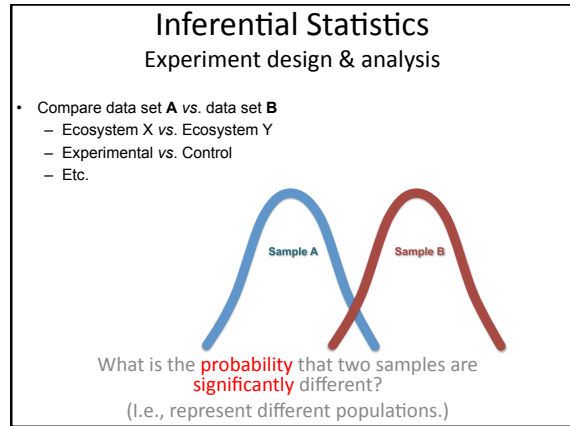 Inferential Statistics
Experiment design & analysis
• Compare data set A vs. data set B
– Ecosystem X vs. Ecosystem Y
– Experimental vs. Control
– Etc.
Sample A
Sample B
What is the probability that two samples are
significantly different?
(I.e., represent different populations.)